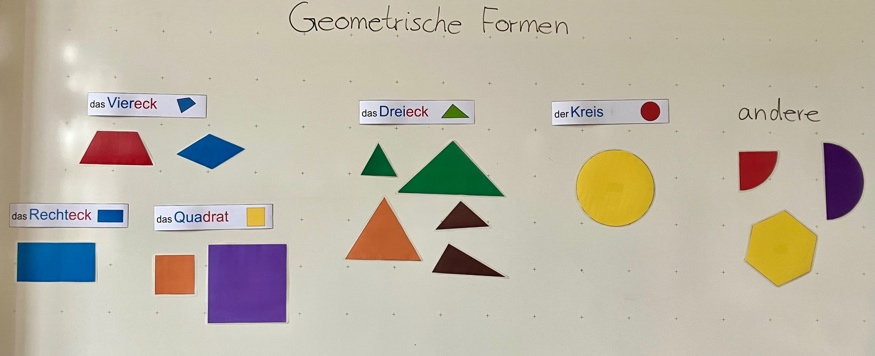 Geometrische Formen
das Viereck
das Dreieck
der Kreis
andere
das Rechteck
das Quadrat